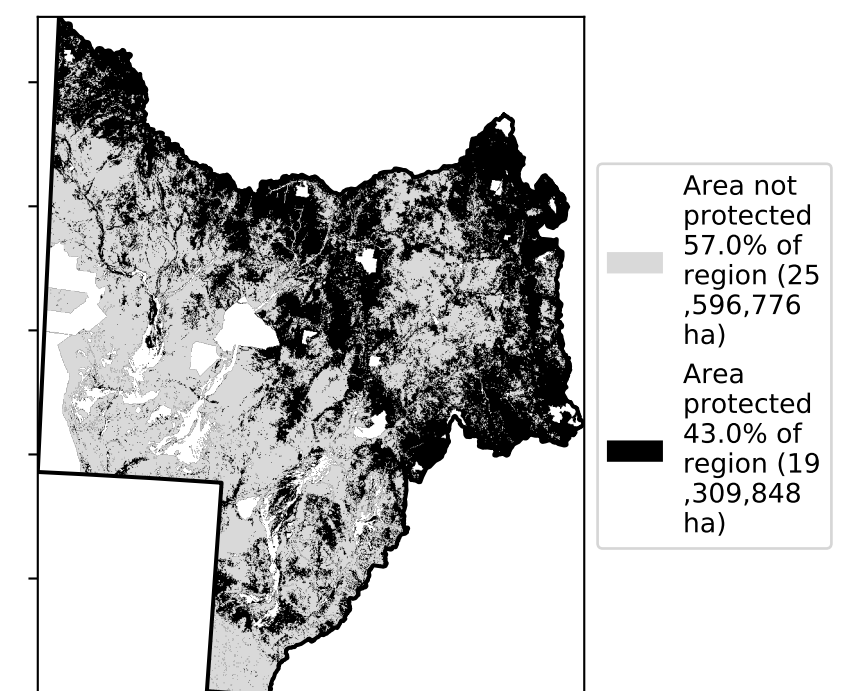 Area not
protected
57.0% of
region (25
,596,776
ha)
Area
protected
43.0% of
region (19
,309,848
ha)